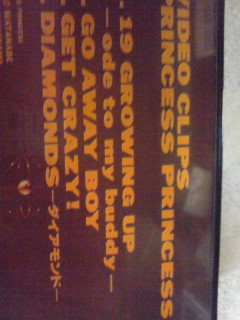 VIDEO CLIPS
PRINCESS PRINCESS
. 19 GROWING UP
—ode to my buddy—
. GO AWAY BOY
. GET CRAZY!
. DIAMONDS—ダイアモンド—
WATANABE